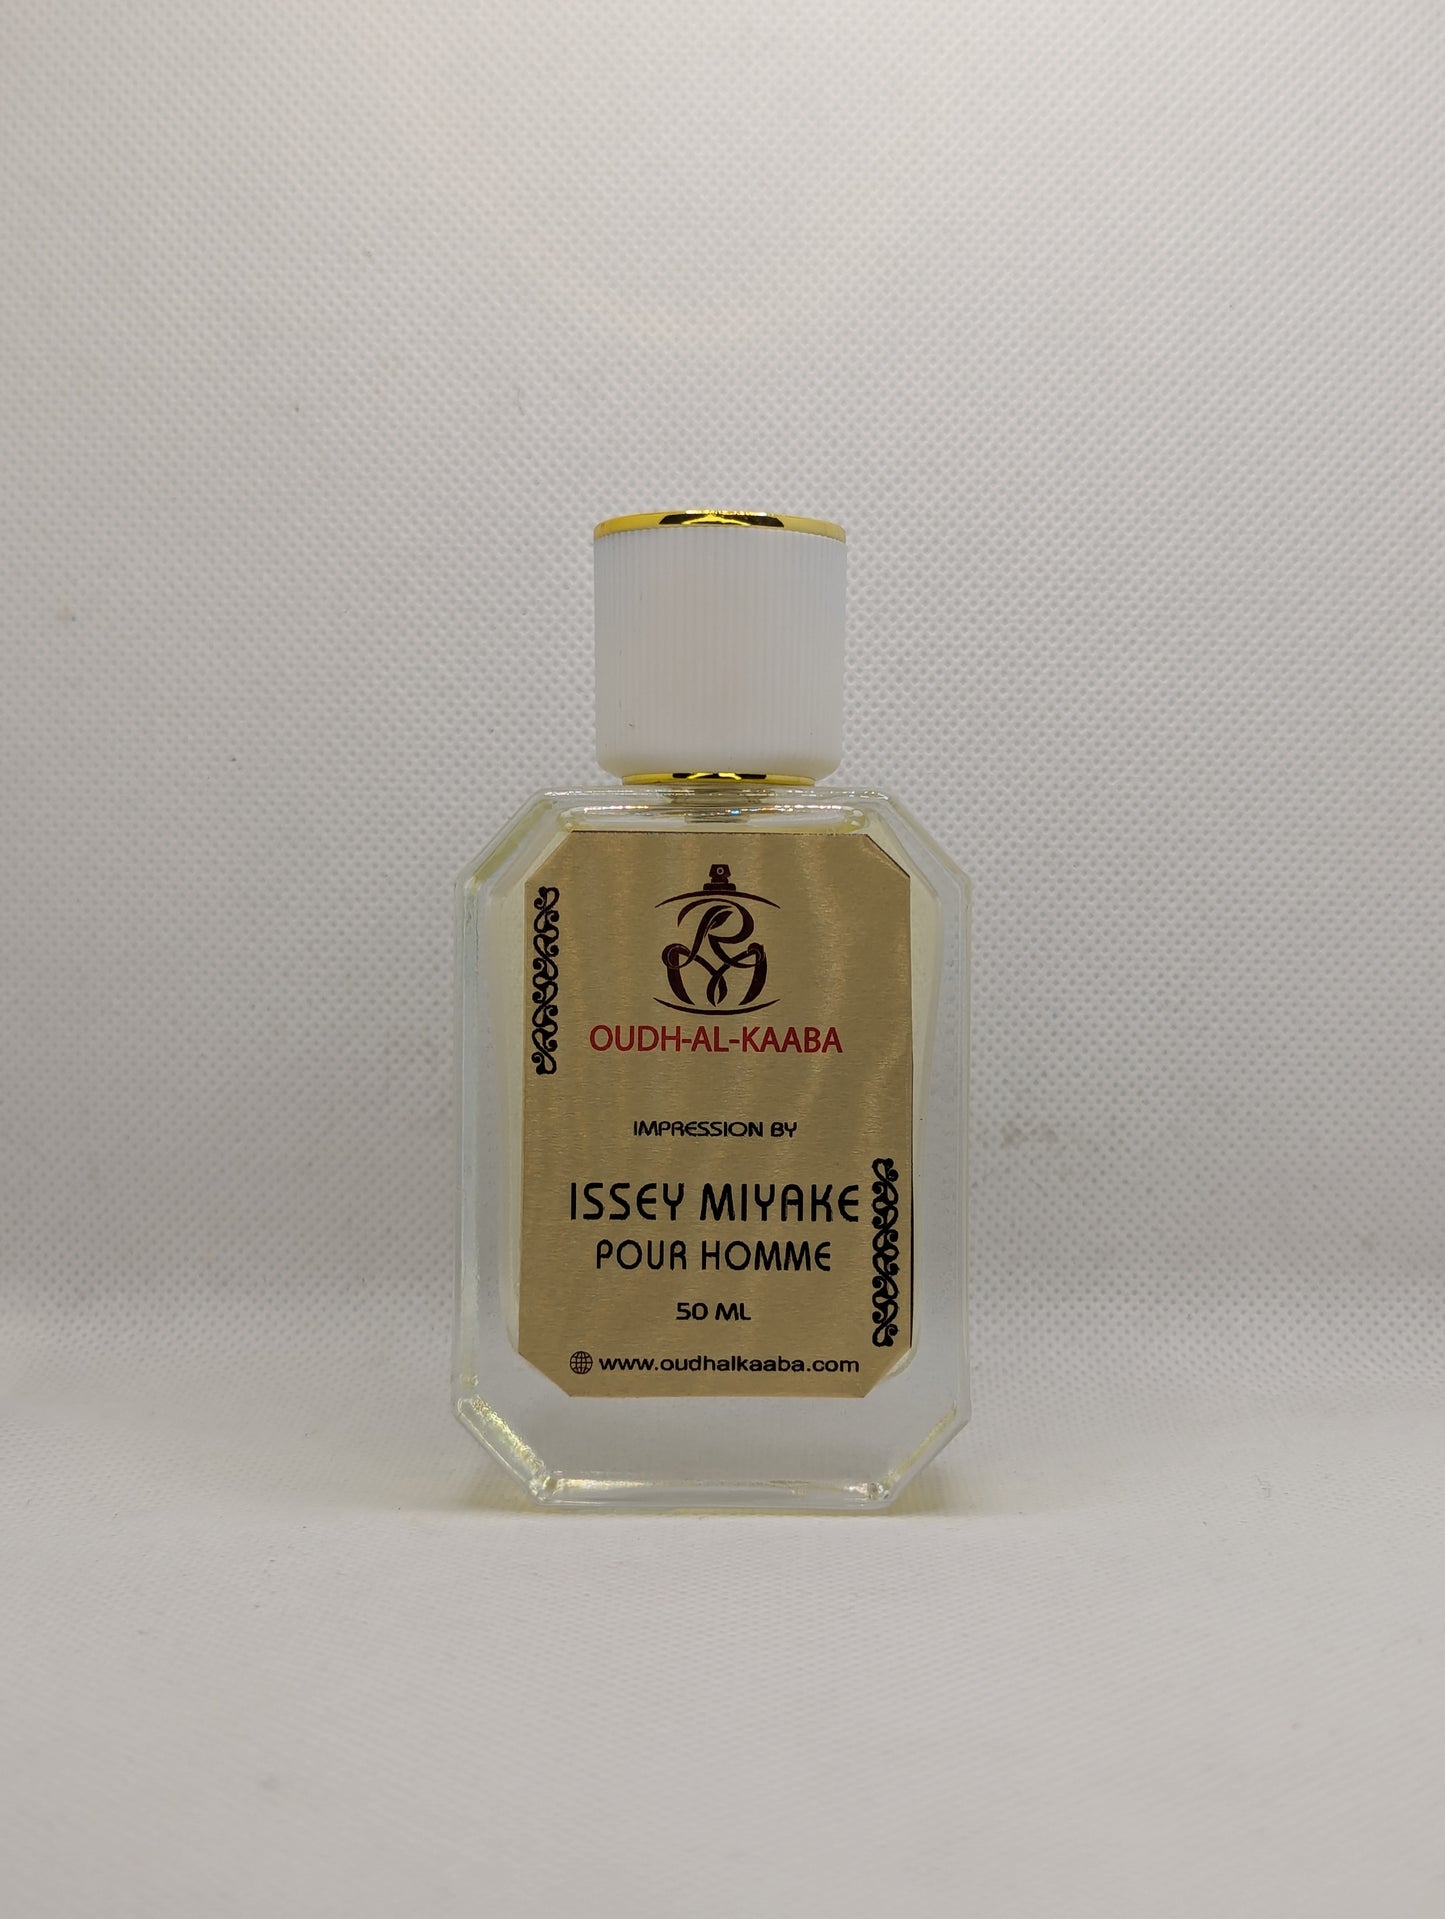 OUDH-AL-KAABA
IMPRESSION BY
ISSEY MIYAKE
POUR HOMME
50 ML
www.oudhalkaaba.com